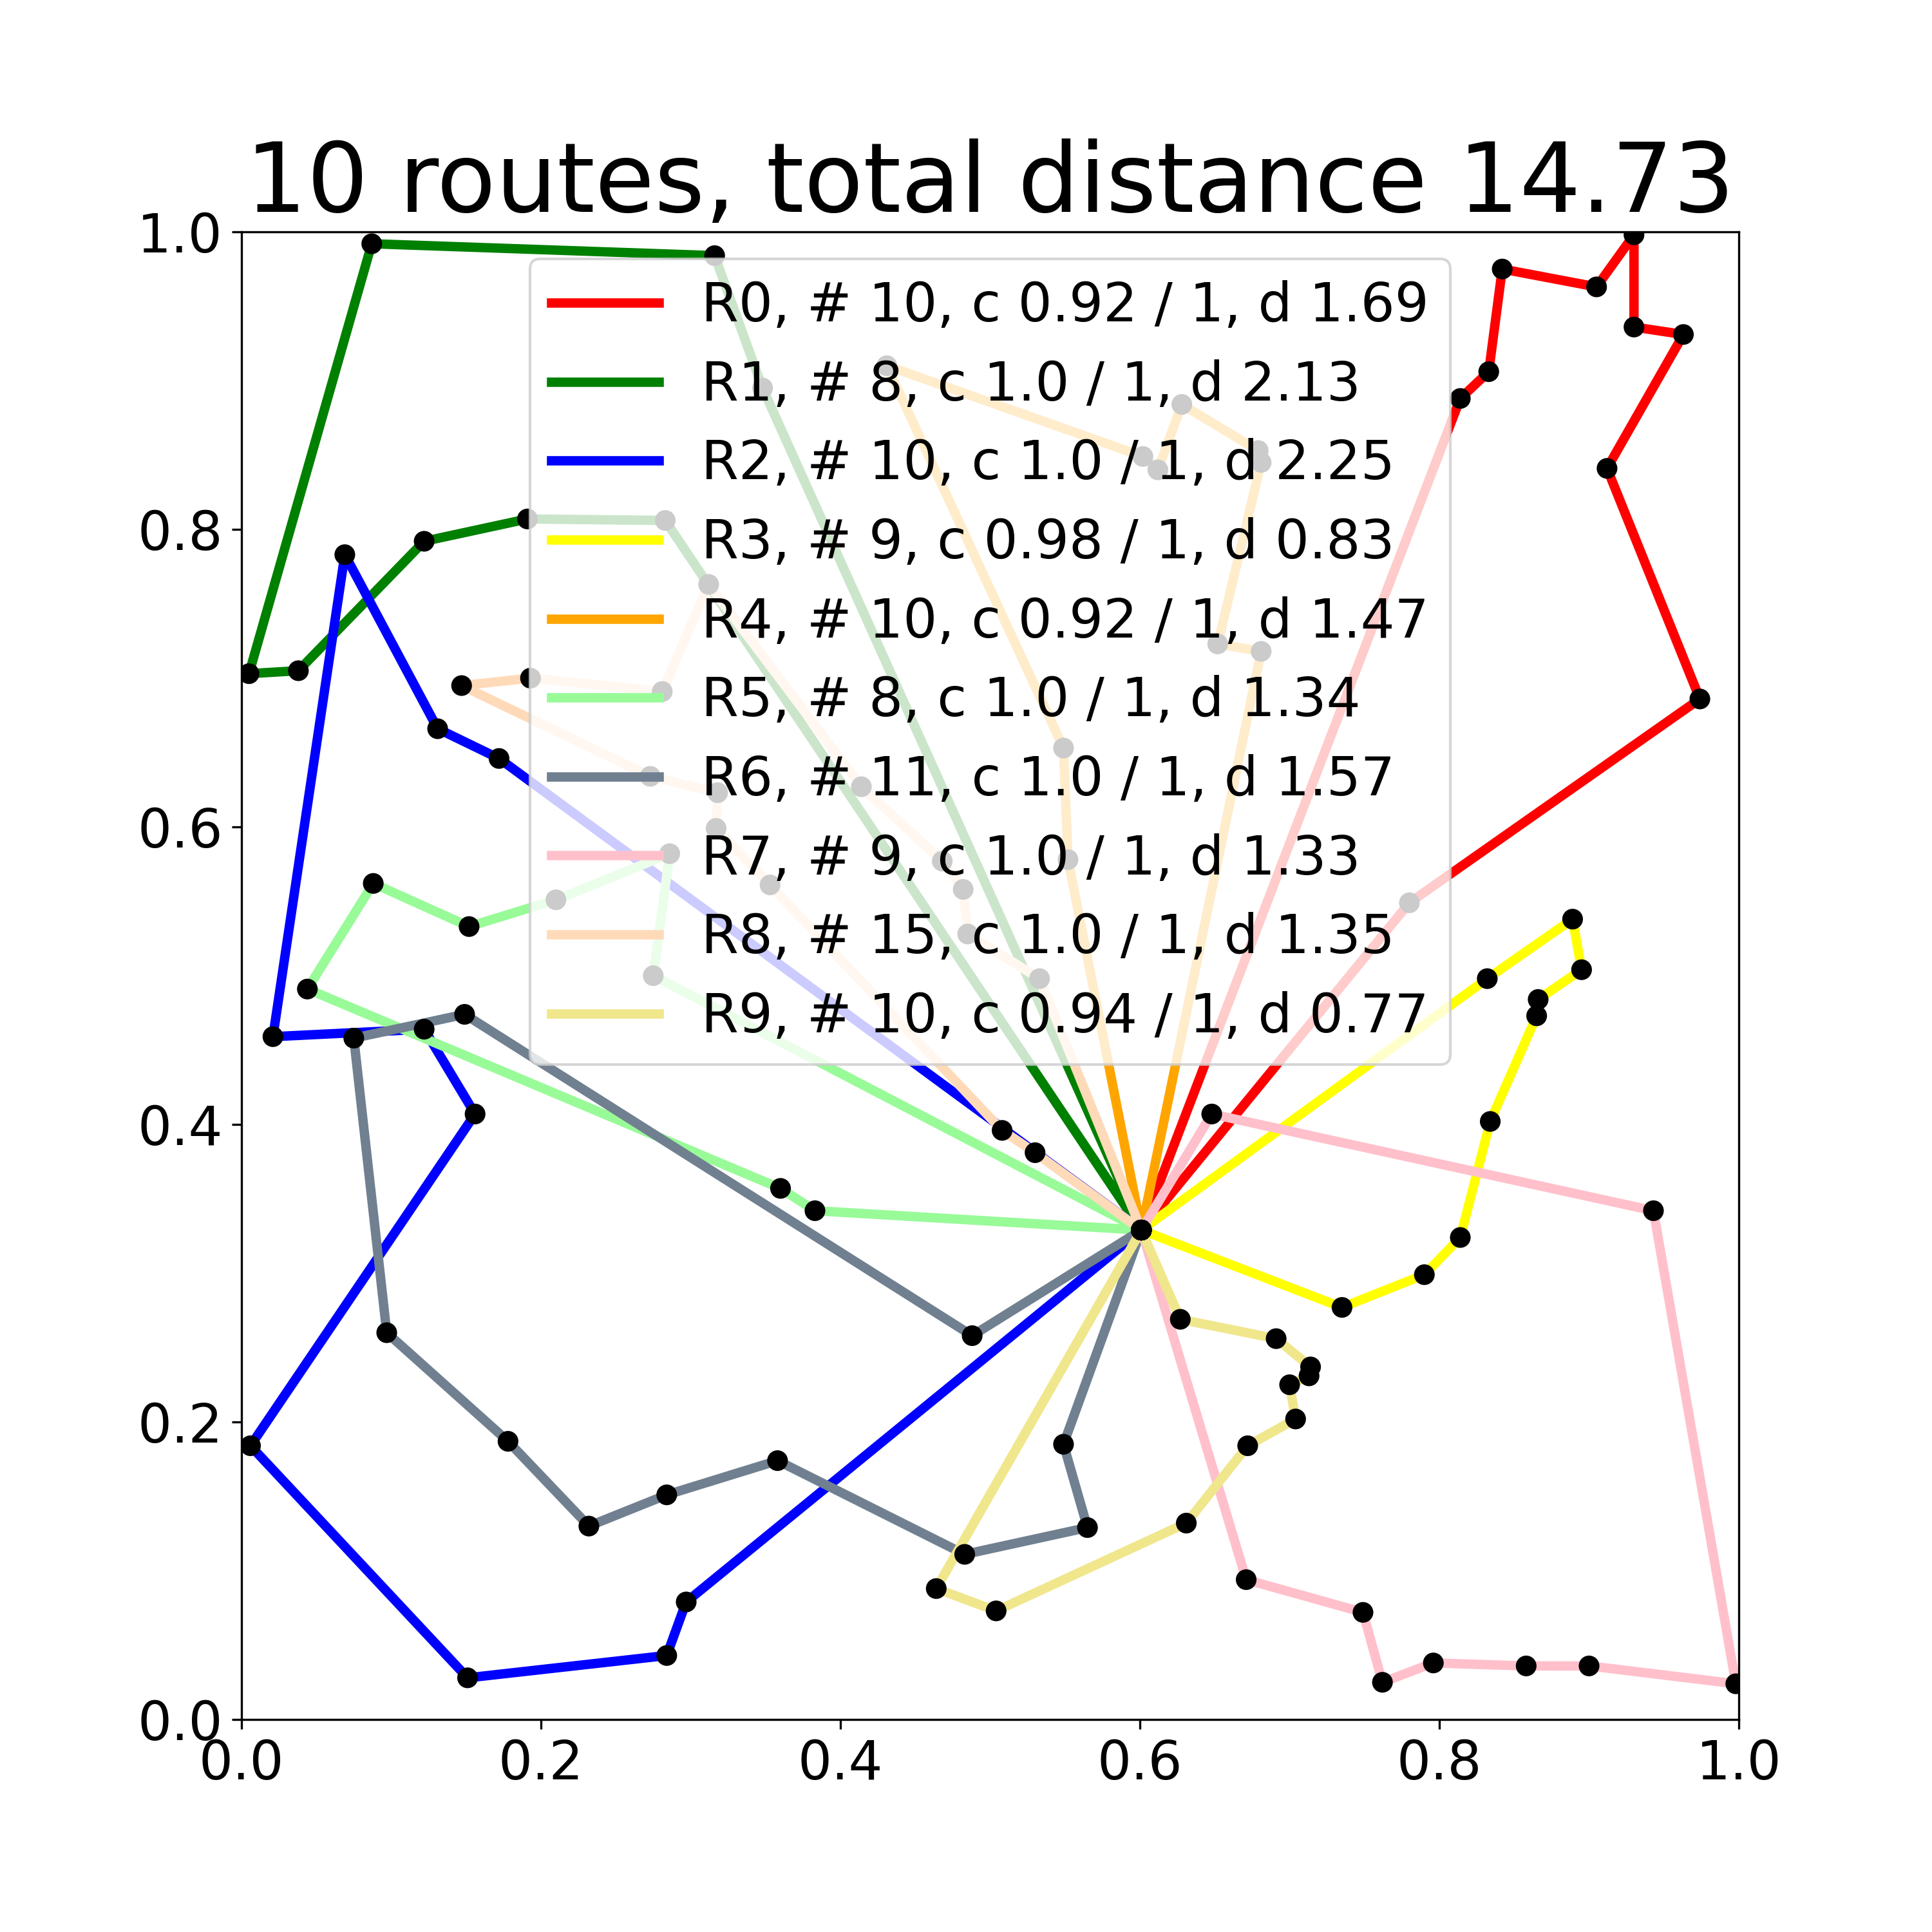 10 routes, total distance 14.73
1.0
0.8
0.6
0.4
0.2
0.0
R0, # 10, c 0.92 / 1, d 1.69
R1, # 8, c 1.0 / 1, d 2.13
R2, # 10, c 1.0 / 1, d 2.25
R3, # 9, c 0.98 / 1, d 0.83
R4, # 10, c 0.92 / 1, d 1.47
R5, # 8, c 1.0 / 1, d 1.34
R6, # 11, c 1.0 / 1, d 1.57
R7, # 9, c 1.0 / 1, d 1.33
R8, # 15, c 1.0 / 1, d 1.35
R9, # 10, c 0.94 / 1, d 0.77
0.0 0.2 0.4 0.6 0.8 1.0